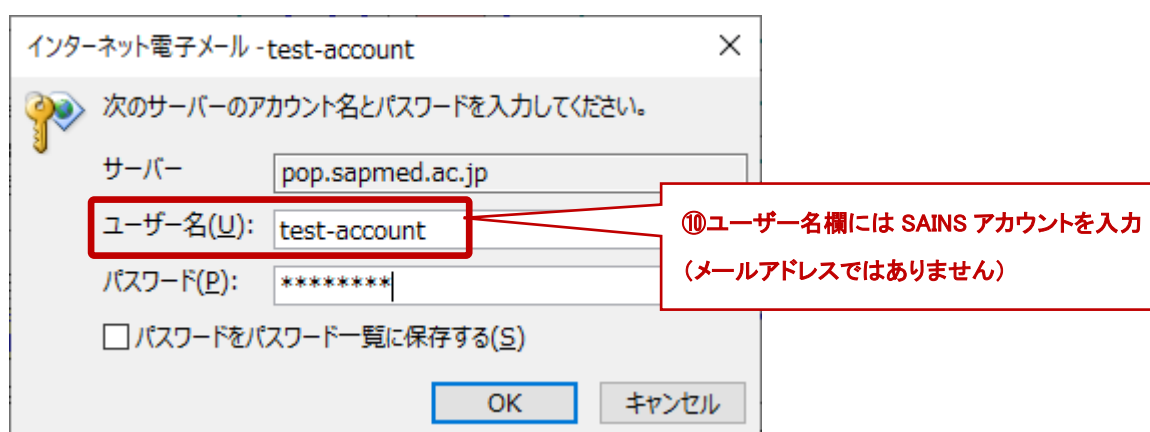 インターネット電子メール - test-account
次のサーバーのアカウント名とパスワードを入力してください。
サーバー pop.sapmed.ac.jp
ユーザー名(U): test-account
⑩ユーザー名欄には SAINS アカウントを入力
（メールアドレスではありません）
パスワード(P): ********
パスワードをパスワード一覧に保存する(S)
OK キャンセル